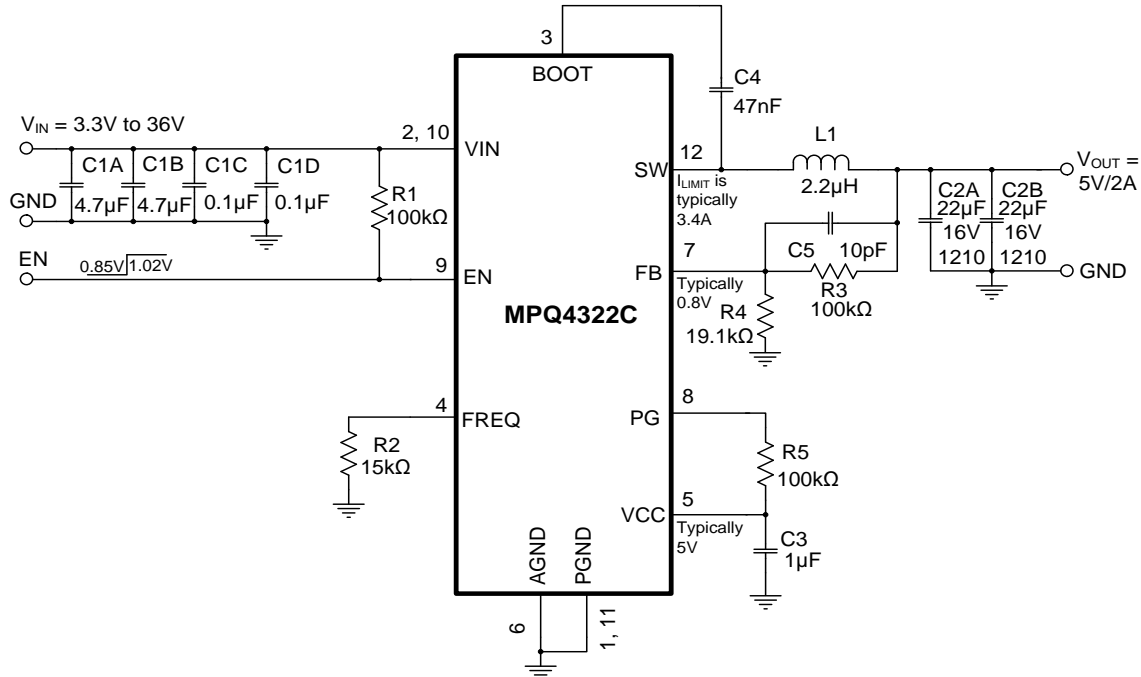 3
BOOT
C4
47nF
VIN = 3.3V to 36V
2, 10
VIN
C1A
C1B
C1C
C1D
4.7µF
4.7µF
0.1µF
0.1µF
GND
R1
100kΩ
EN
0.85V
1.02V
9
EN
12
SW
ILIMIT is
typically
3.4A
L1
2.2µH
VOUT =
5V/2A
C2A
22µF
16V
1210
C2B
22µF
16V
1210
GND
C5
10pF
7
FB
Typically
0.8V
R3
100kΩ
R4
19.1kΩ
MPQ4322C
4
FREQ
R2
15kΩ
8
PG
R5
100kΩ
5
VCC
Typically
5V
C3
1µF
AGND
PGND
6
1, 11